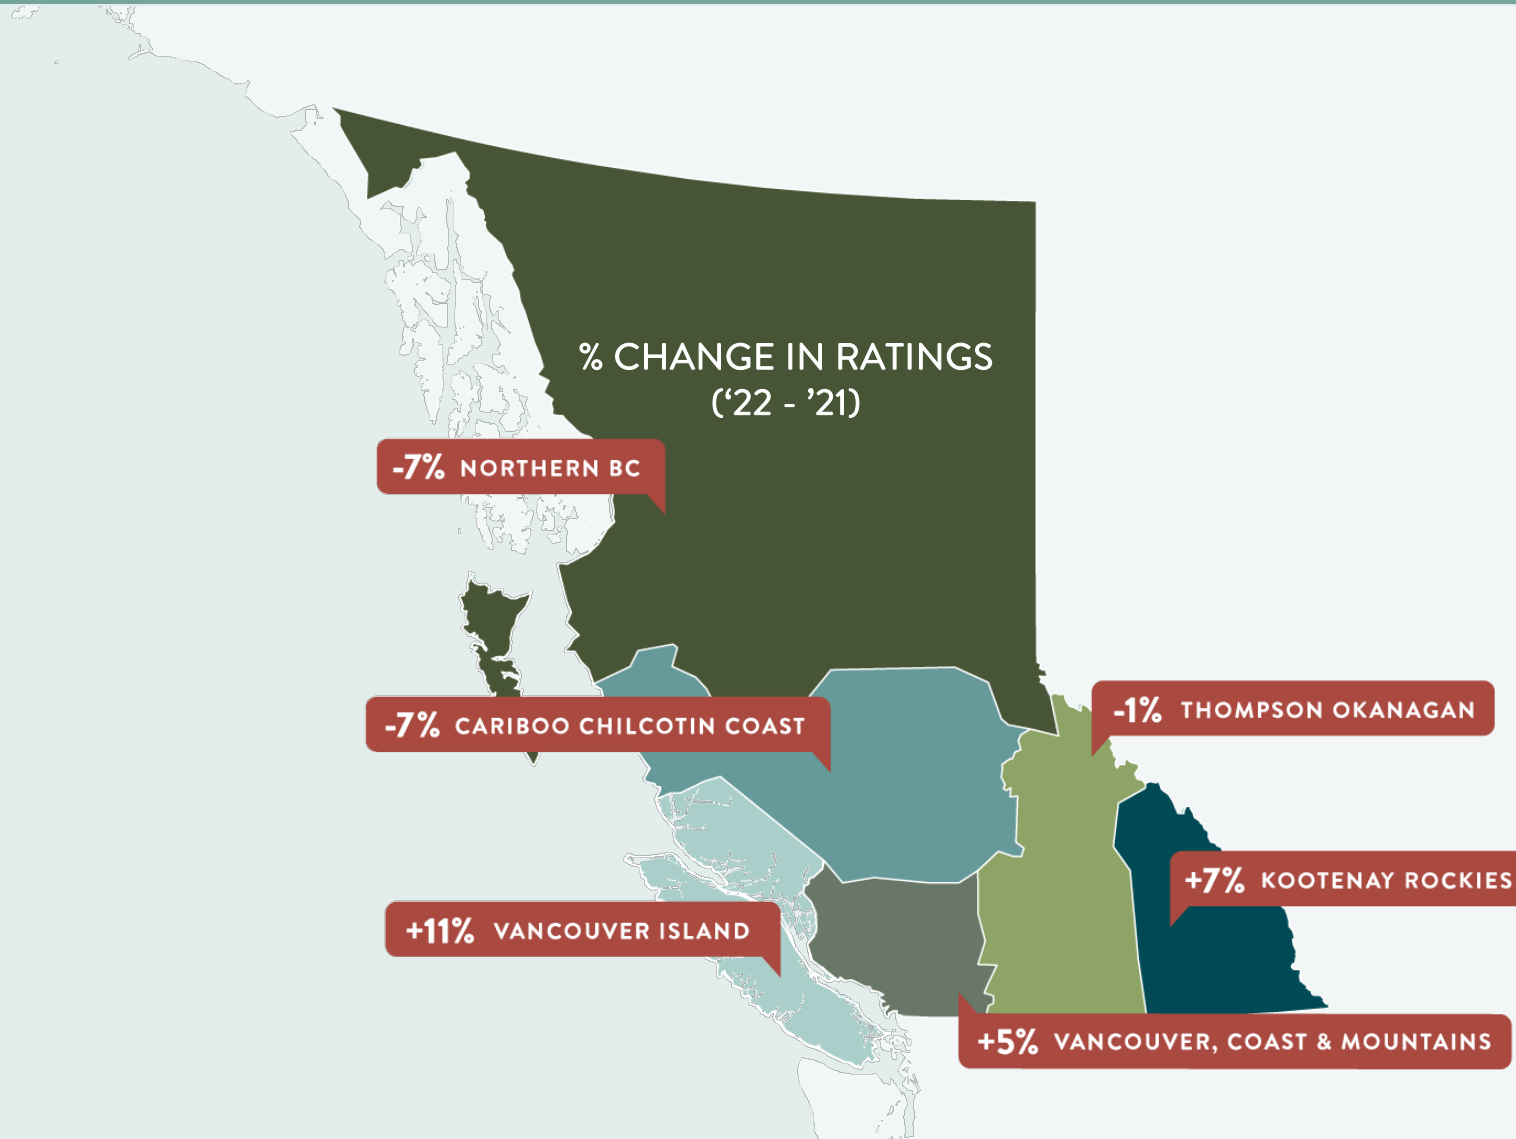 % CHANGE IN RATINGS
(‘22 - ’21)
-7% NORTHERN BC
-7% CARIBOO CHILCOTIN COAST
-1% THOMPSON OKANAGAN
+7% KOOTENAY ROCKIES
+11% VANCOUVER ISLAND
+5% VANCOUVER, COAST & MOUNTAINS